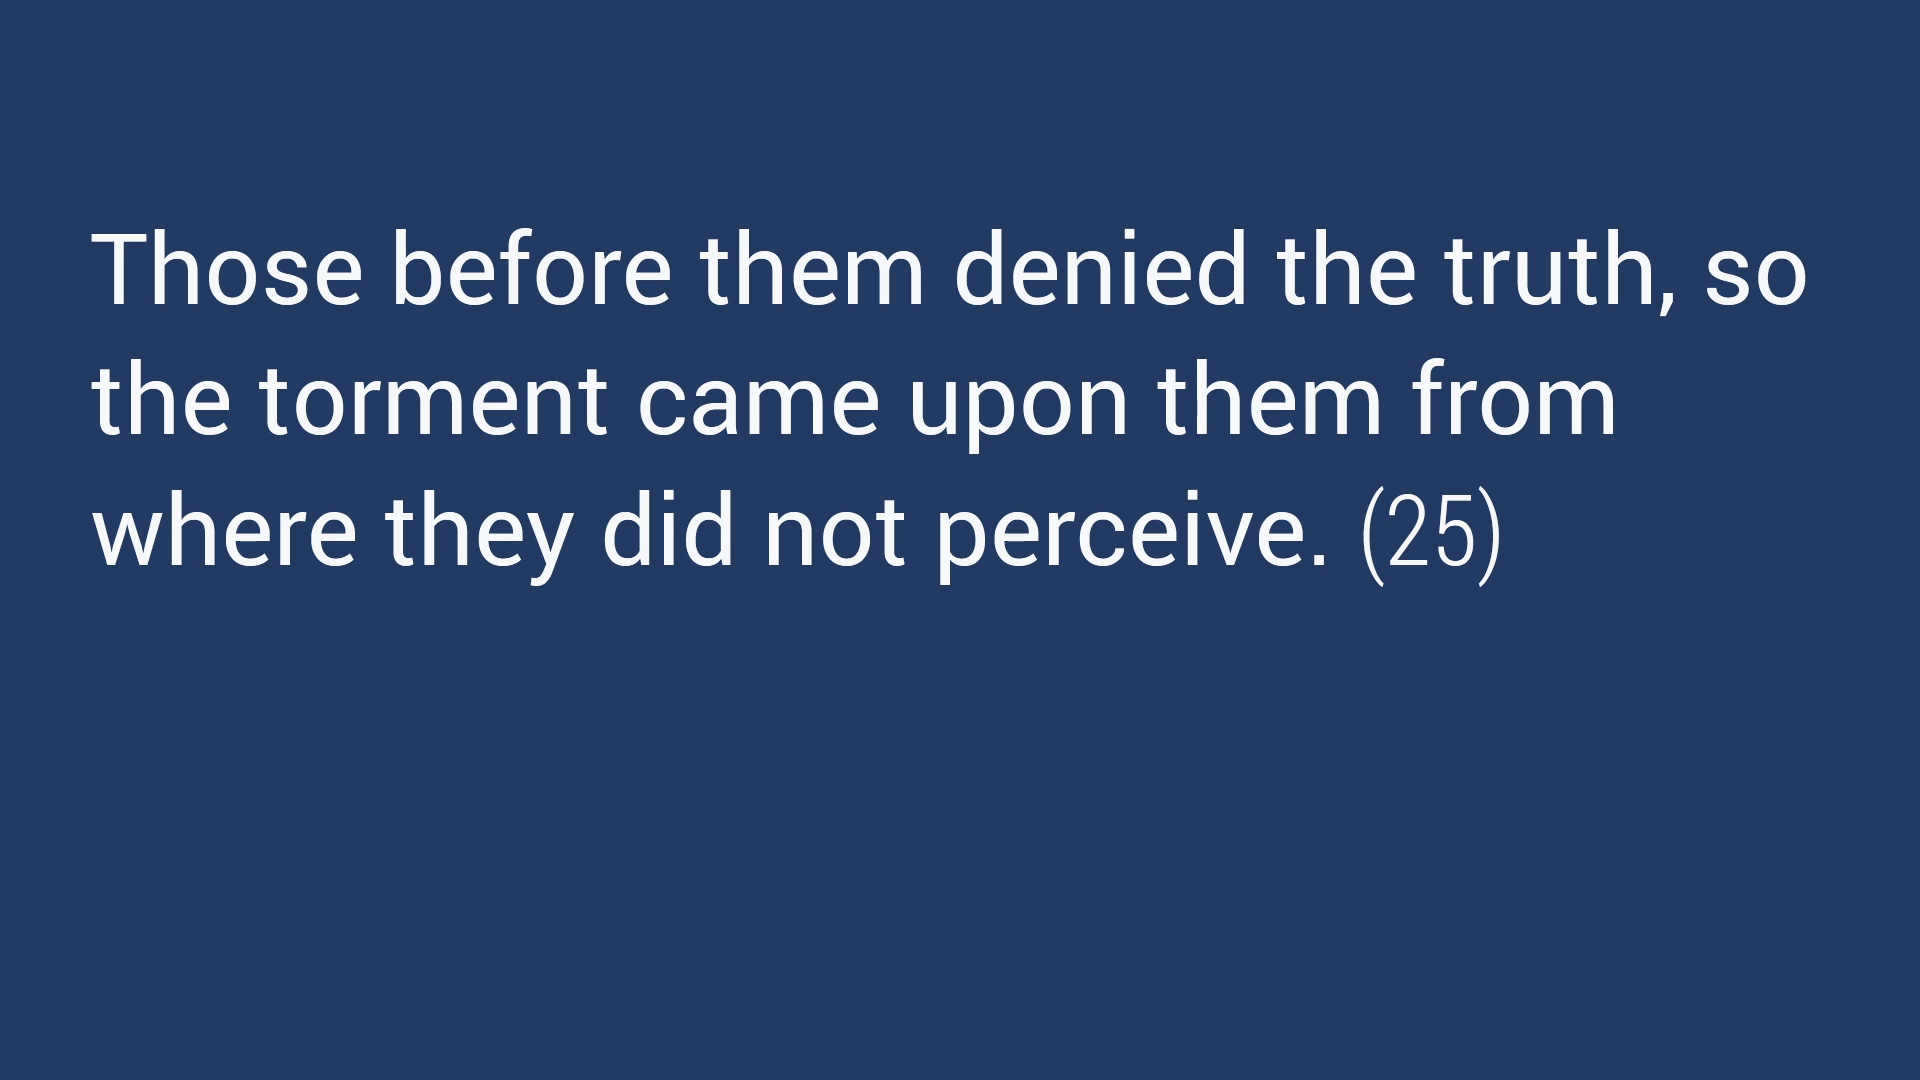 Those before them denied the truth, so
the torment came upon them from
where they did not perceive. (25)